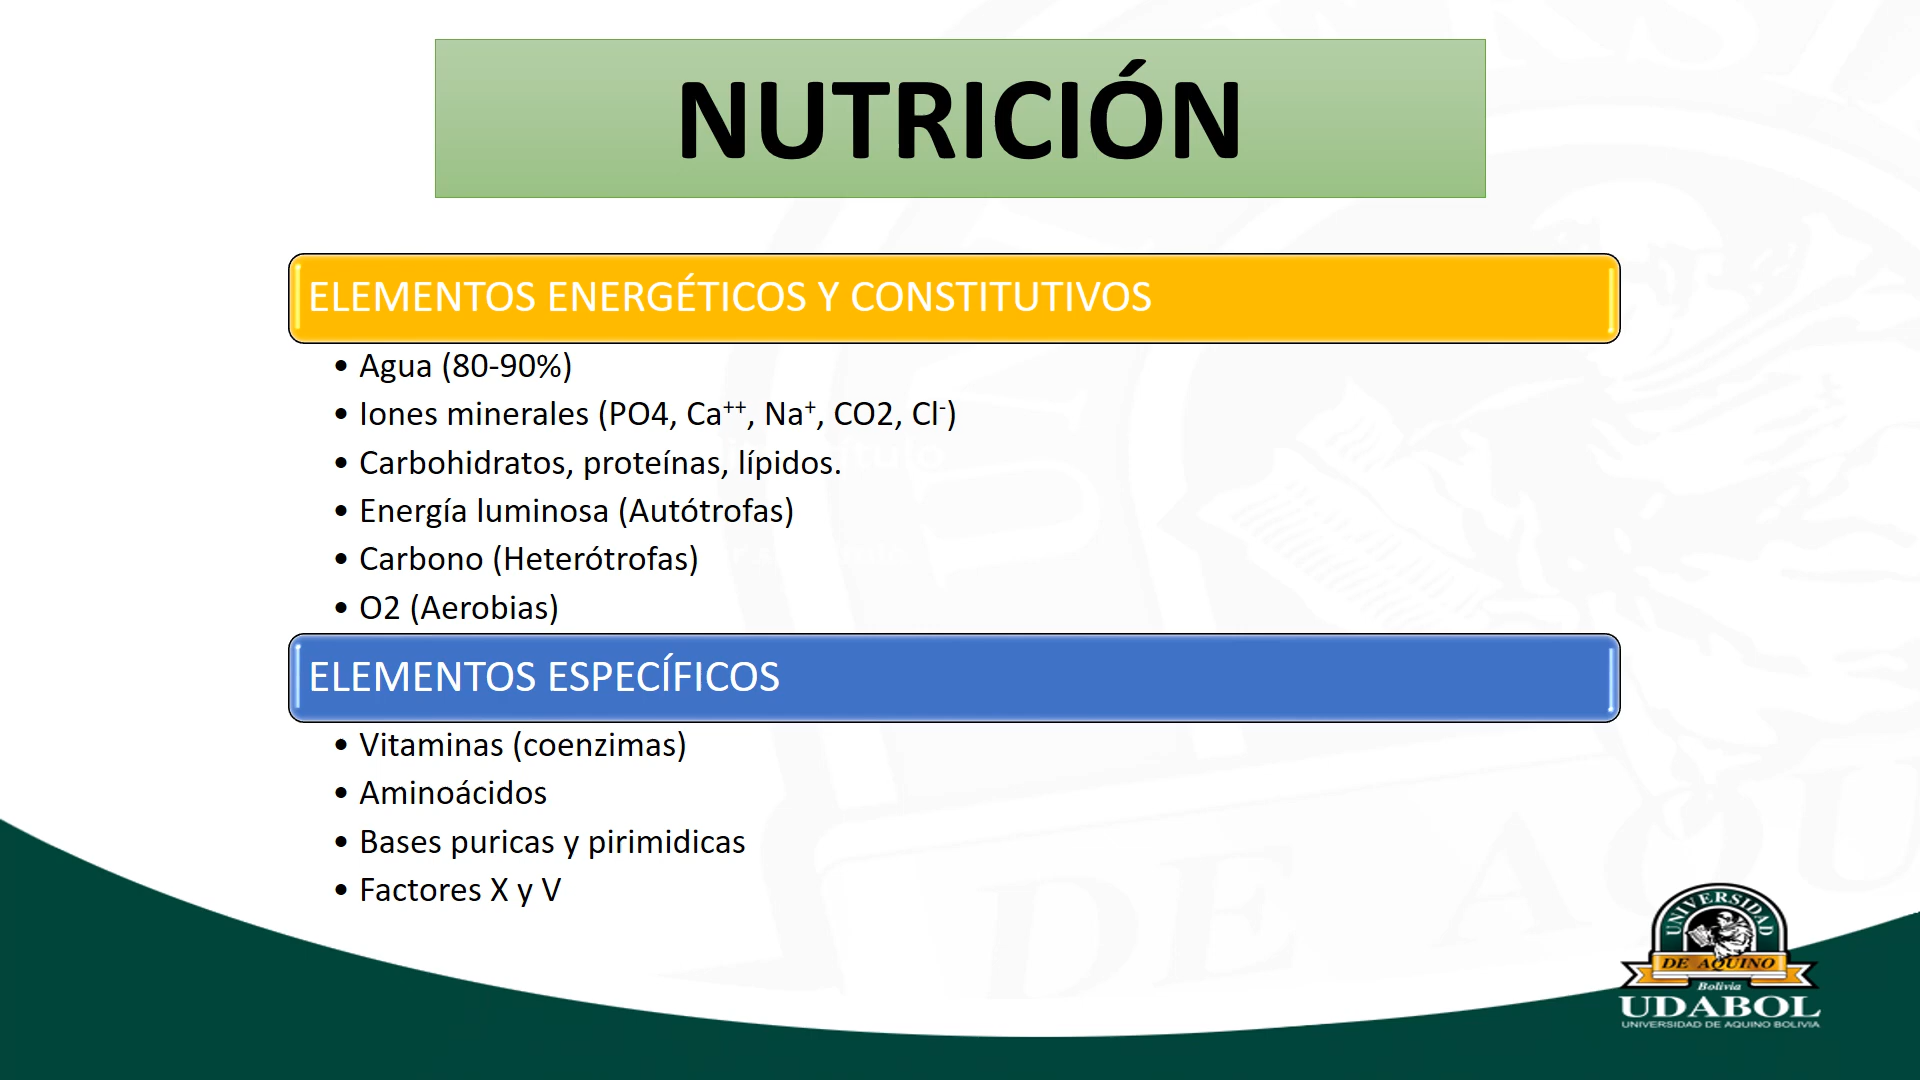 NUTRICIÓN
ELEMENTOS ENERGÉTICOS Y CONSTITUTIVOS
• Agua (80-90%)
• Iones minerales (PO4, Ca⁺⁺, Na⁺, CO2, Cl⁻)
• Carbohidratos, proteínas, lípidos.
• Energía luminosa (Autótrofas)
• Carbono (Heterótrofas)
• O2 (Aerobias)
ELEMENTOS ESPECÍFICOS
• Vitaminas (coenzimas)
• Aminoácidos
• Bases puricas y pirimidicas
• Factores X y V
UNIVERSIDAD
DE AQUINO
Bolivia
UDABOL
UNIVERSIDAD DE AQUINO BOLIVIA
DE AQU